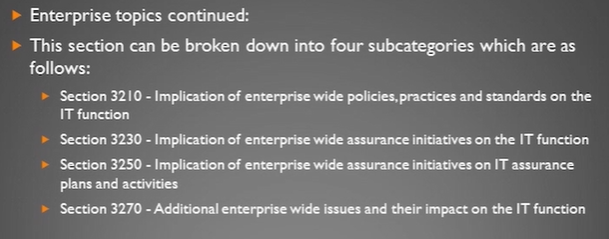 Enterprise topics continued:
This section can be broken down into four subcategories which are as
follows:
Section 3210 - Implication of enterprise wide policies, practices and standards on the
IT function
Section 3230 - Implication of enterprise wide assurance initiatives on the IT function
Section 3250 - Implication of enterprise wide assurance initiatives on IT assurance
plans and activities
Section 3270 - Additional enterprise wide issues and their impact on the IT function